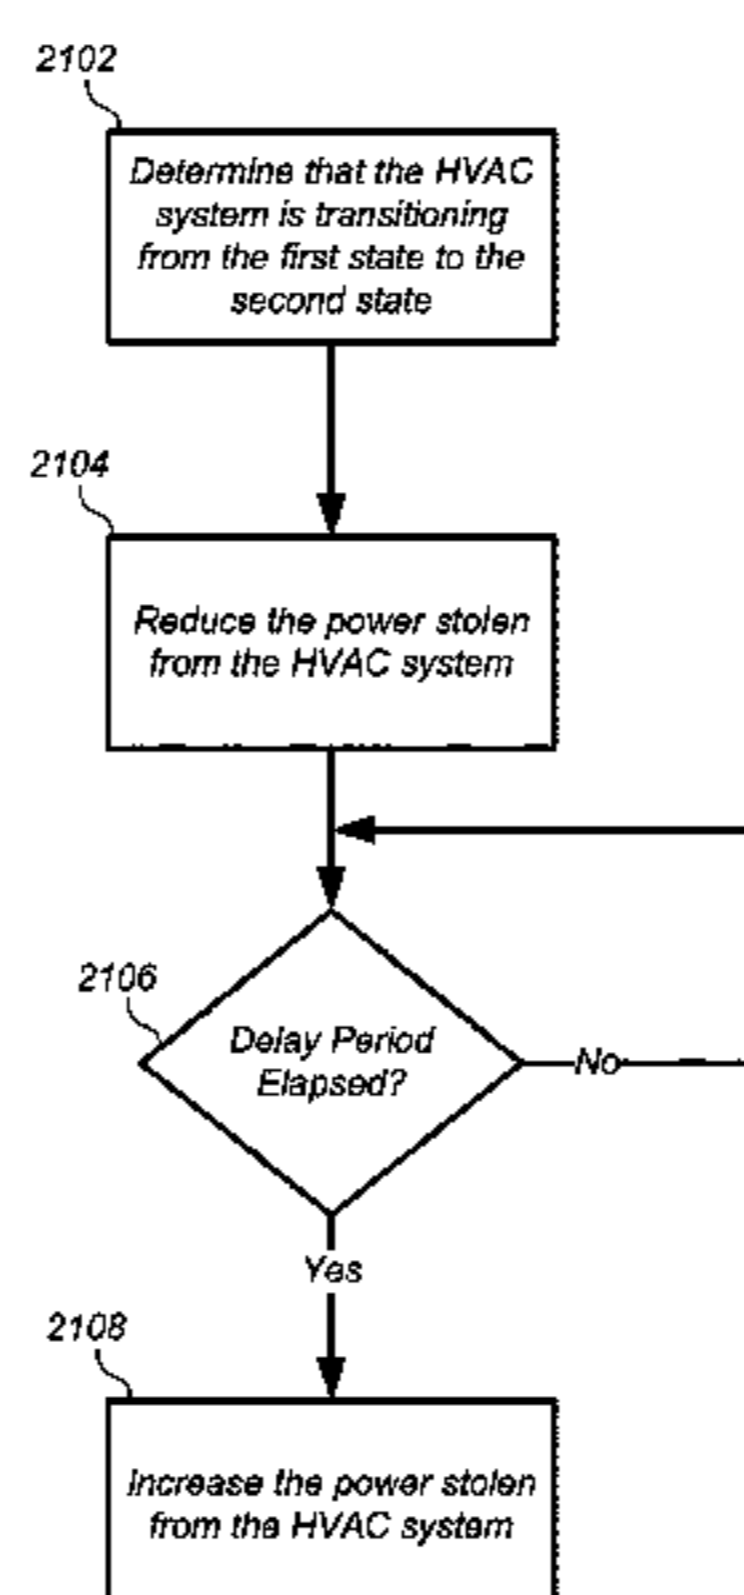 2102
Determine that the HVAC
system is transitioning
from the first state to the
second state
2104
Reduce the power stolen
from the HVAC system
2106
Delay Period
Elapsed?
No
Yes
2108
Increase the power stolen
from the HVAC system